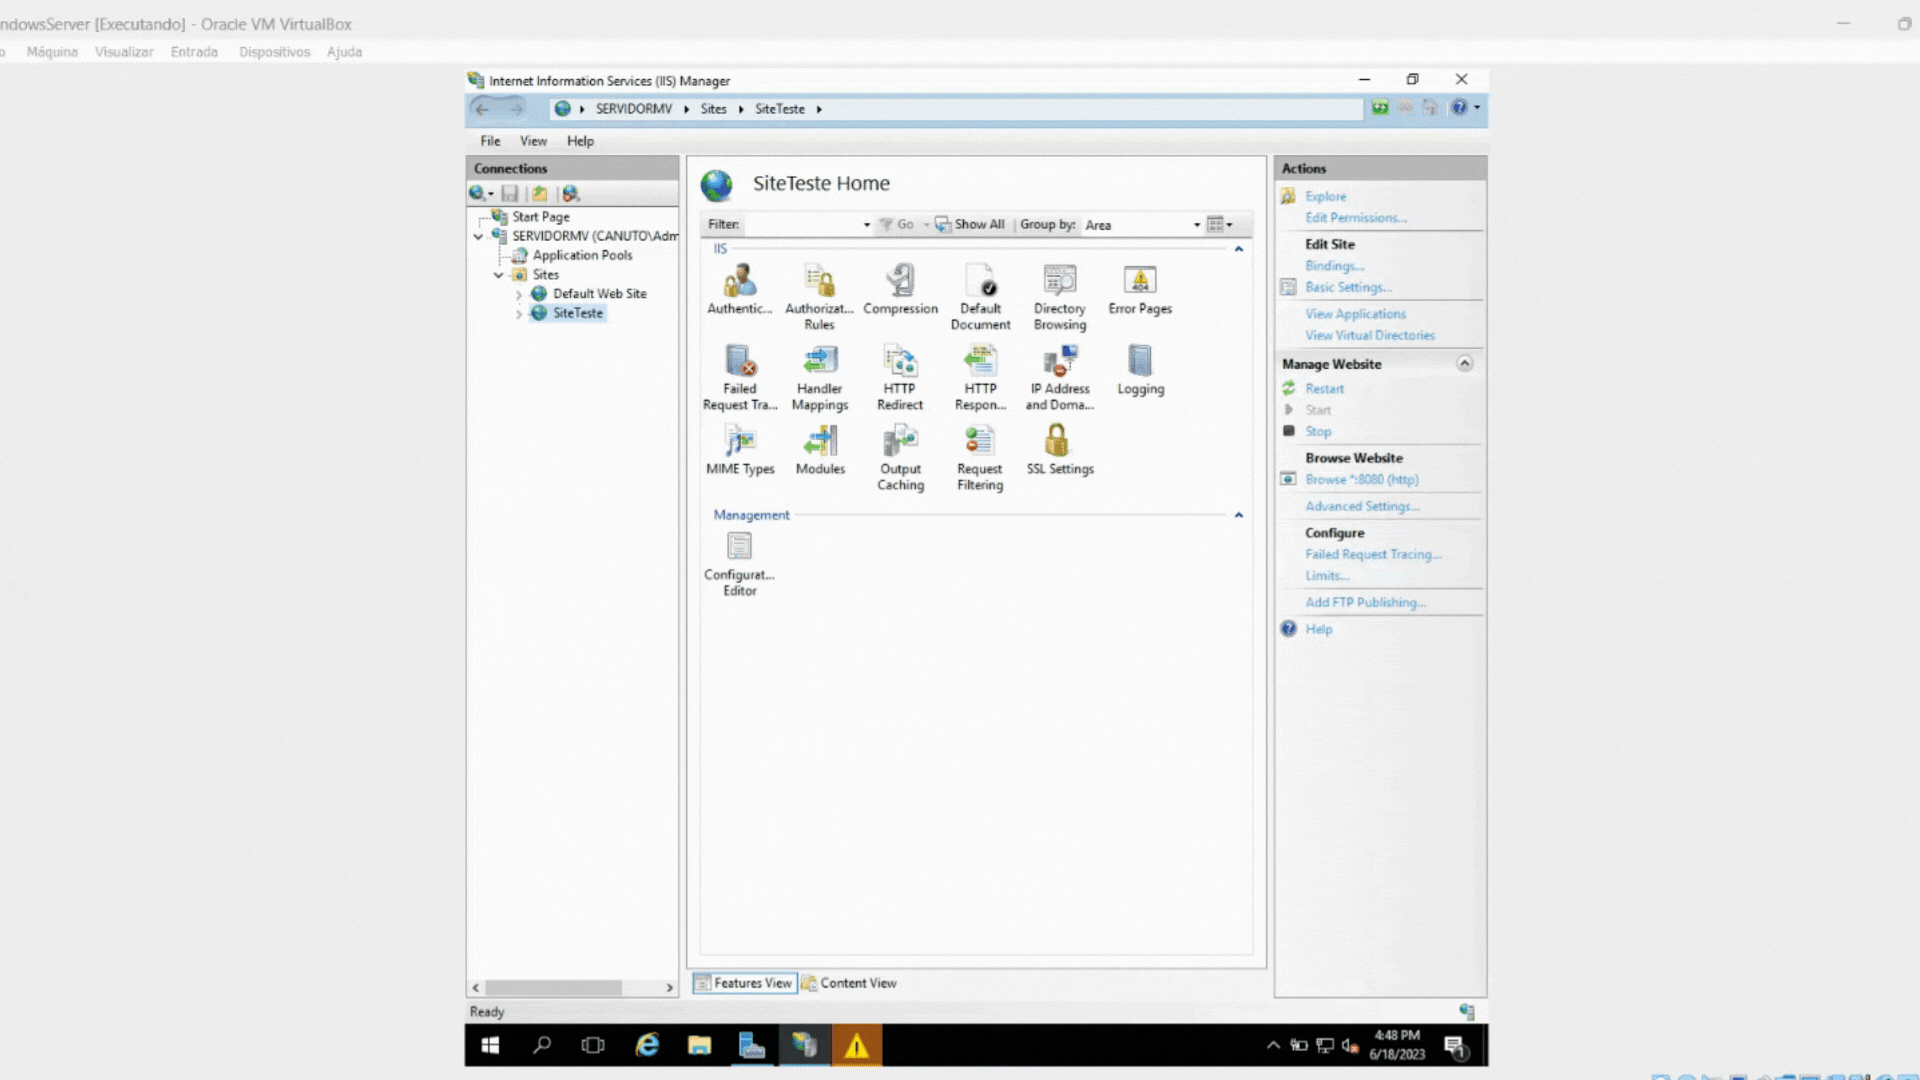 ndowsServer [Executando] - Oracle VM VirtualBox
o Máquina Visualizar Entrada Dispositivos Ajuda
Internet Information Services (IIS) Manager
SERVIDORMV Sites SiteTeste
File View Help
Connections
Start Page
SERVIDORMV (CANUTO\Adm
Application Pools
Sites
Default Web Site
SiteTeste
SiteTeste Home
Filter: Go Show All Group by: Area
IIS
Authentic...
Authorizat... Rules
Compression
Default Document
Directory Browsing
Error Pages
Failed Request Tra...
Handler Mappings
HTTP Redirect
HTTP Respon...
IP Address and Doma...
Logging
MIME Types
Modules
Output Caching
Request Filtering
SSL Settings
Management
Configurat... Editor
Features View Content View
Actions
Explore
Edit Permissions...
Edit Site
Bindings...
Basic Settings...
View Applications
View Virtual Directories
Manage Website
Restart
Start
Stop
Browse Website
Browse *:8080 (http)
Advanced Settings...
Configure
Failed Request Tracing...
Limits...
Add FTP Publishing...
Help
Ready
4:48 PM
6/18/2023
1